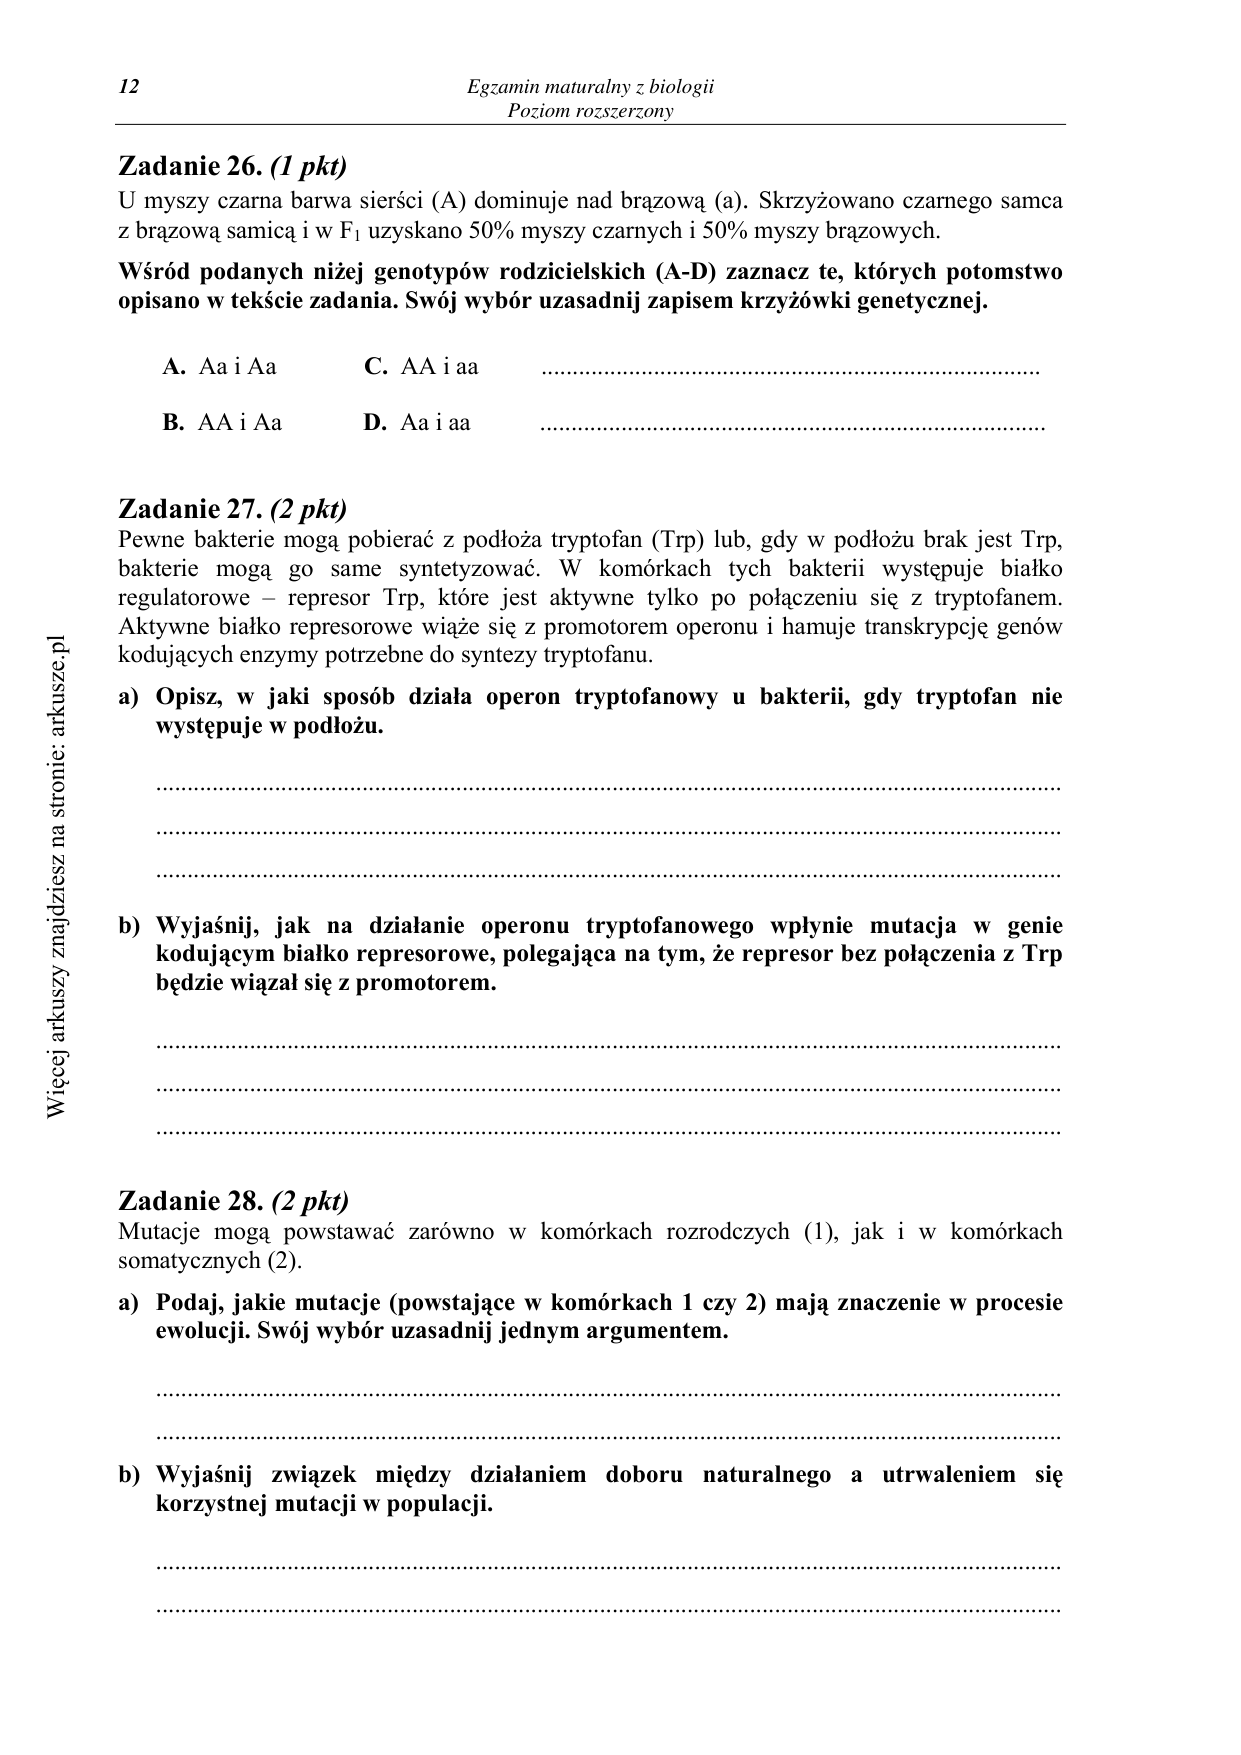 12
Egzamin maturalny z biologii
Poziom rozszerzony
Zadanie 26. (1 pkt)
U myszy czarna barwa sierści (A) dominuje nad brązową (a). Skrzyżowano czarnego samca
z brązową samicą i w F1 uzyskano 50% myszy czarnych i 50% myszy brązowych.
Wśród podanych niżej genotypów rodzicielskich (A-D) zaznacz te, których potomstwo
opisano w tekście zadania. Swój wybór uzasadnij zapisem krzyżówki genetycznej.
A. Aa i Aa C. AA i aa ................................................................................
B. AA i Aa D. Aa i aa .................................................................................
Zadanie 27. (2 pkt)
Pewne bakterie mogą pobierać z podłoża tryptofan (Trp) lub, gdy w podłożu brak jest Trp,
bakterie mogą go same syntetyzować. W komórkach tych bakterii występuje białko
regulatorowe – represor Trp, które jest aktywne tylko po połączeniu się z tryptofanem.
Aktywne białko represorowe wiąże się z promotorem operonu i hamuje transkrypcję genów
kodujących enzymy potrzebne do syntezy tryptofanu.
a) Opisz, w jaki sposób działa operon tryptofanowy u bakterii, gdy tryptofan nie
występuje w podłożu.
.................................................................................................................................................
.................................................................................................................................................
.................................................................................................................................................
b) Wyjaśnij, jak na działanie operonu tryptofanowego wpłynie mutacja w genie
kodującym białko represorowe, polegająca na tym, że represor bez połączenia z Trp
będzie wiązał się z promotorem.
.................................................................................................................................................
.................................................................................................................................................
.................................................................................................................................................
Zadanie 28. (2 pkt)
Mutacje mogą powstawać zarówno w komórkach rozrodczych (1), jak i w komórkach
somatycznych (2).
a) Podaj, jakie mutacje (powstające w komórkach 1 czy 2) mają znaczenie w procesie
ewolucji. Swój wybór uzasadnij jednym argumentem.
.................................................................................................................................................
.................................................................................................................................................
b) Wyjaśnij związek między działaniem doboru naturalnego a utrwaleniem się
korzystnej mutacji w populacji.
.................................................................................................................................................
.................................................................................................................................................
Więcej arkuszy znajdziesz na stronie: arkusze.pl